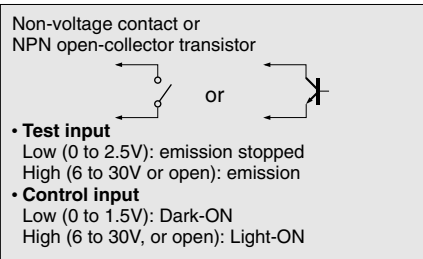 Non-voltage contact or
NPN open-collector transistor
or
• Test input
Low (0 to 2.5V): emission stopped
High (6 to 30V or open): emission
• Control input
Low (0 to 1.5V): Dark-ON
High (6 to 30V, or open): Light-ON